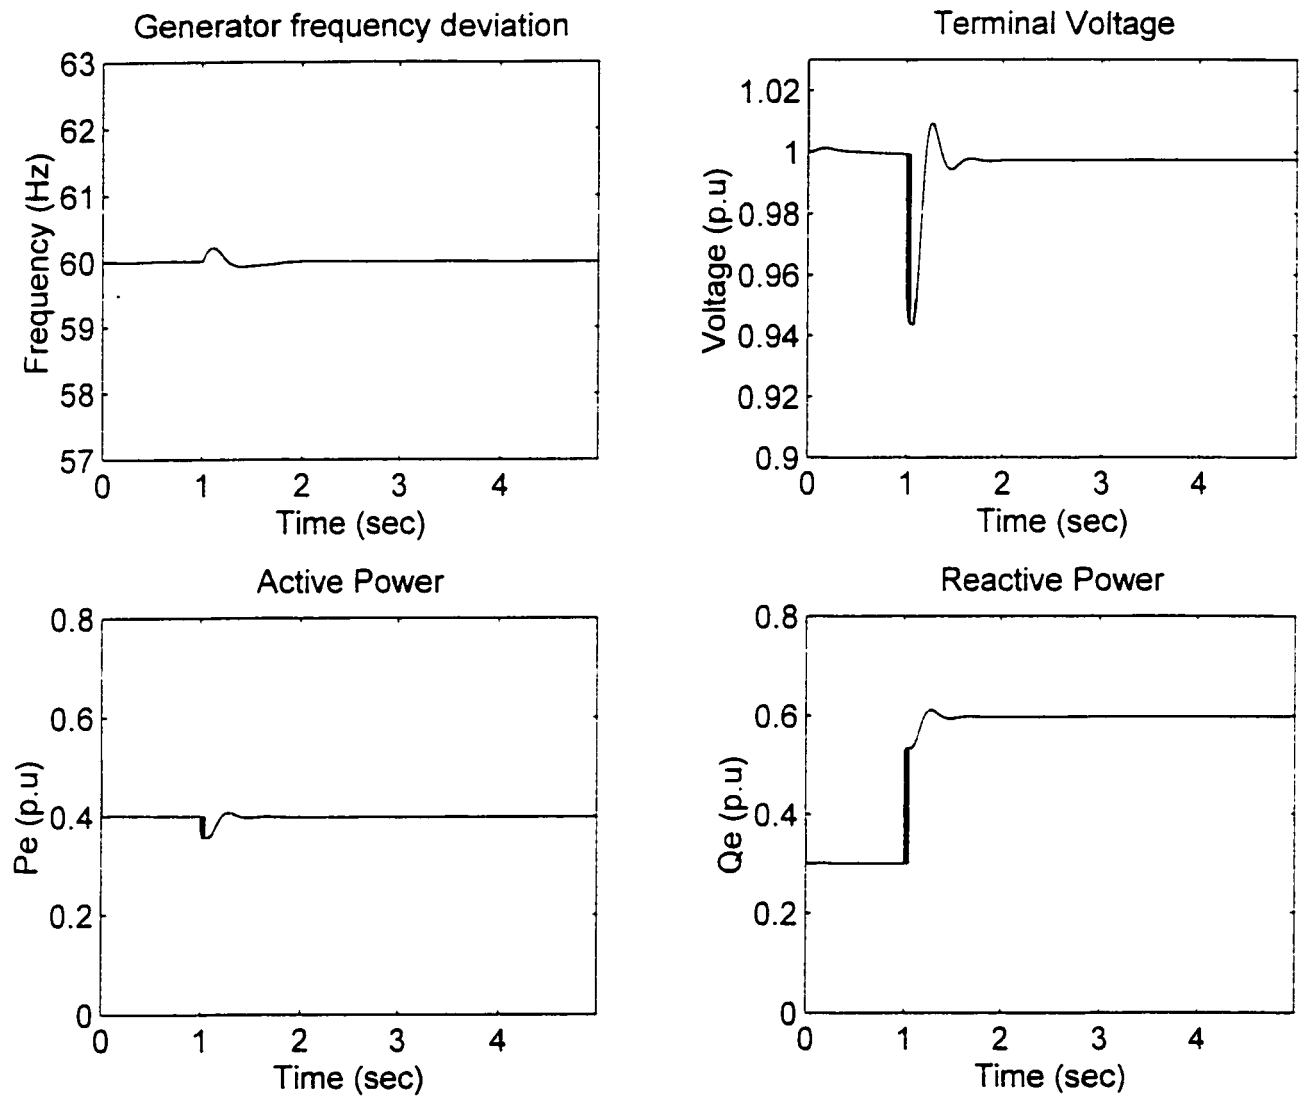 Generator frequency deviation
63
62
61
60
59
58
57
Frequency (Hz)
0 1 2 3 4
Time (sec)
Terminal Voltage
1.02
1
0.98
0.96
0.94
0.92
0.9
Voltage (p.u)
0 1 2 3 4
Time (sec)
Active Power
0.8
0.6
0.4
0.2
0
Pe (p.u)
0 1 2 3 4
Time (sec)
Reactive Power
0.8
0.6
0.4
0.2
0
Qe (p.u)
0 1 2 3 4
Time (sec)